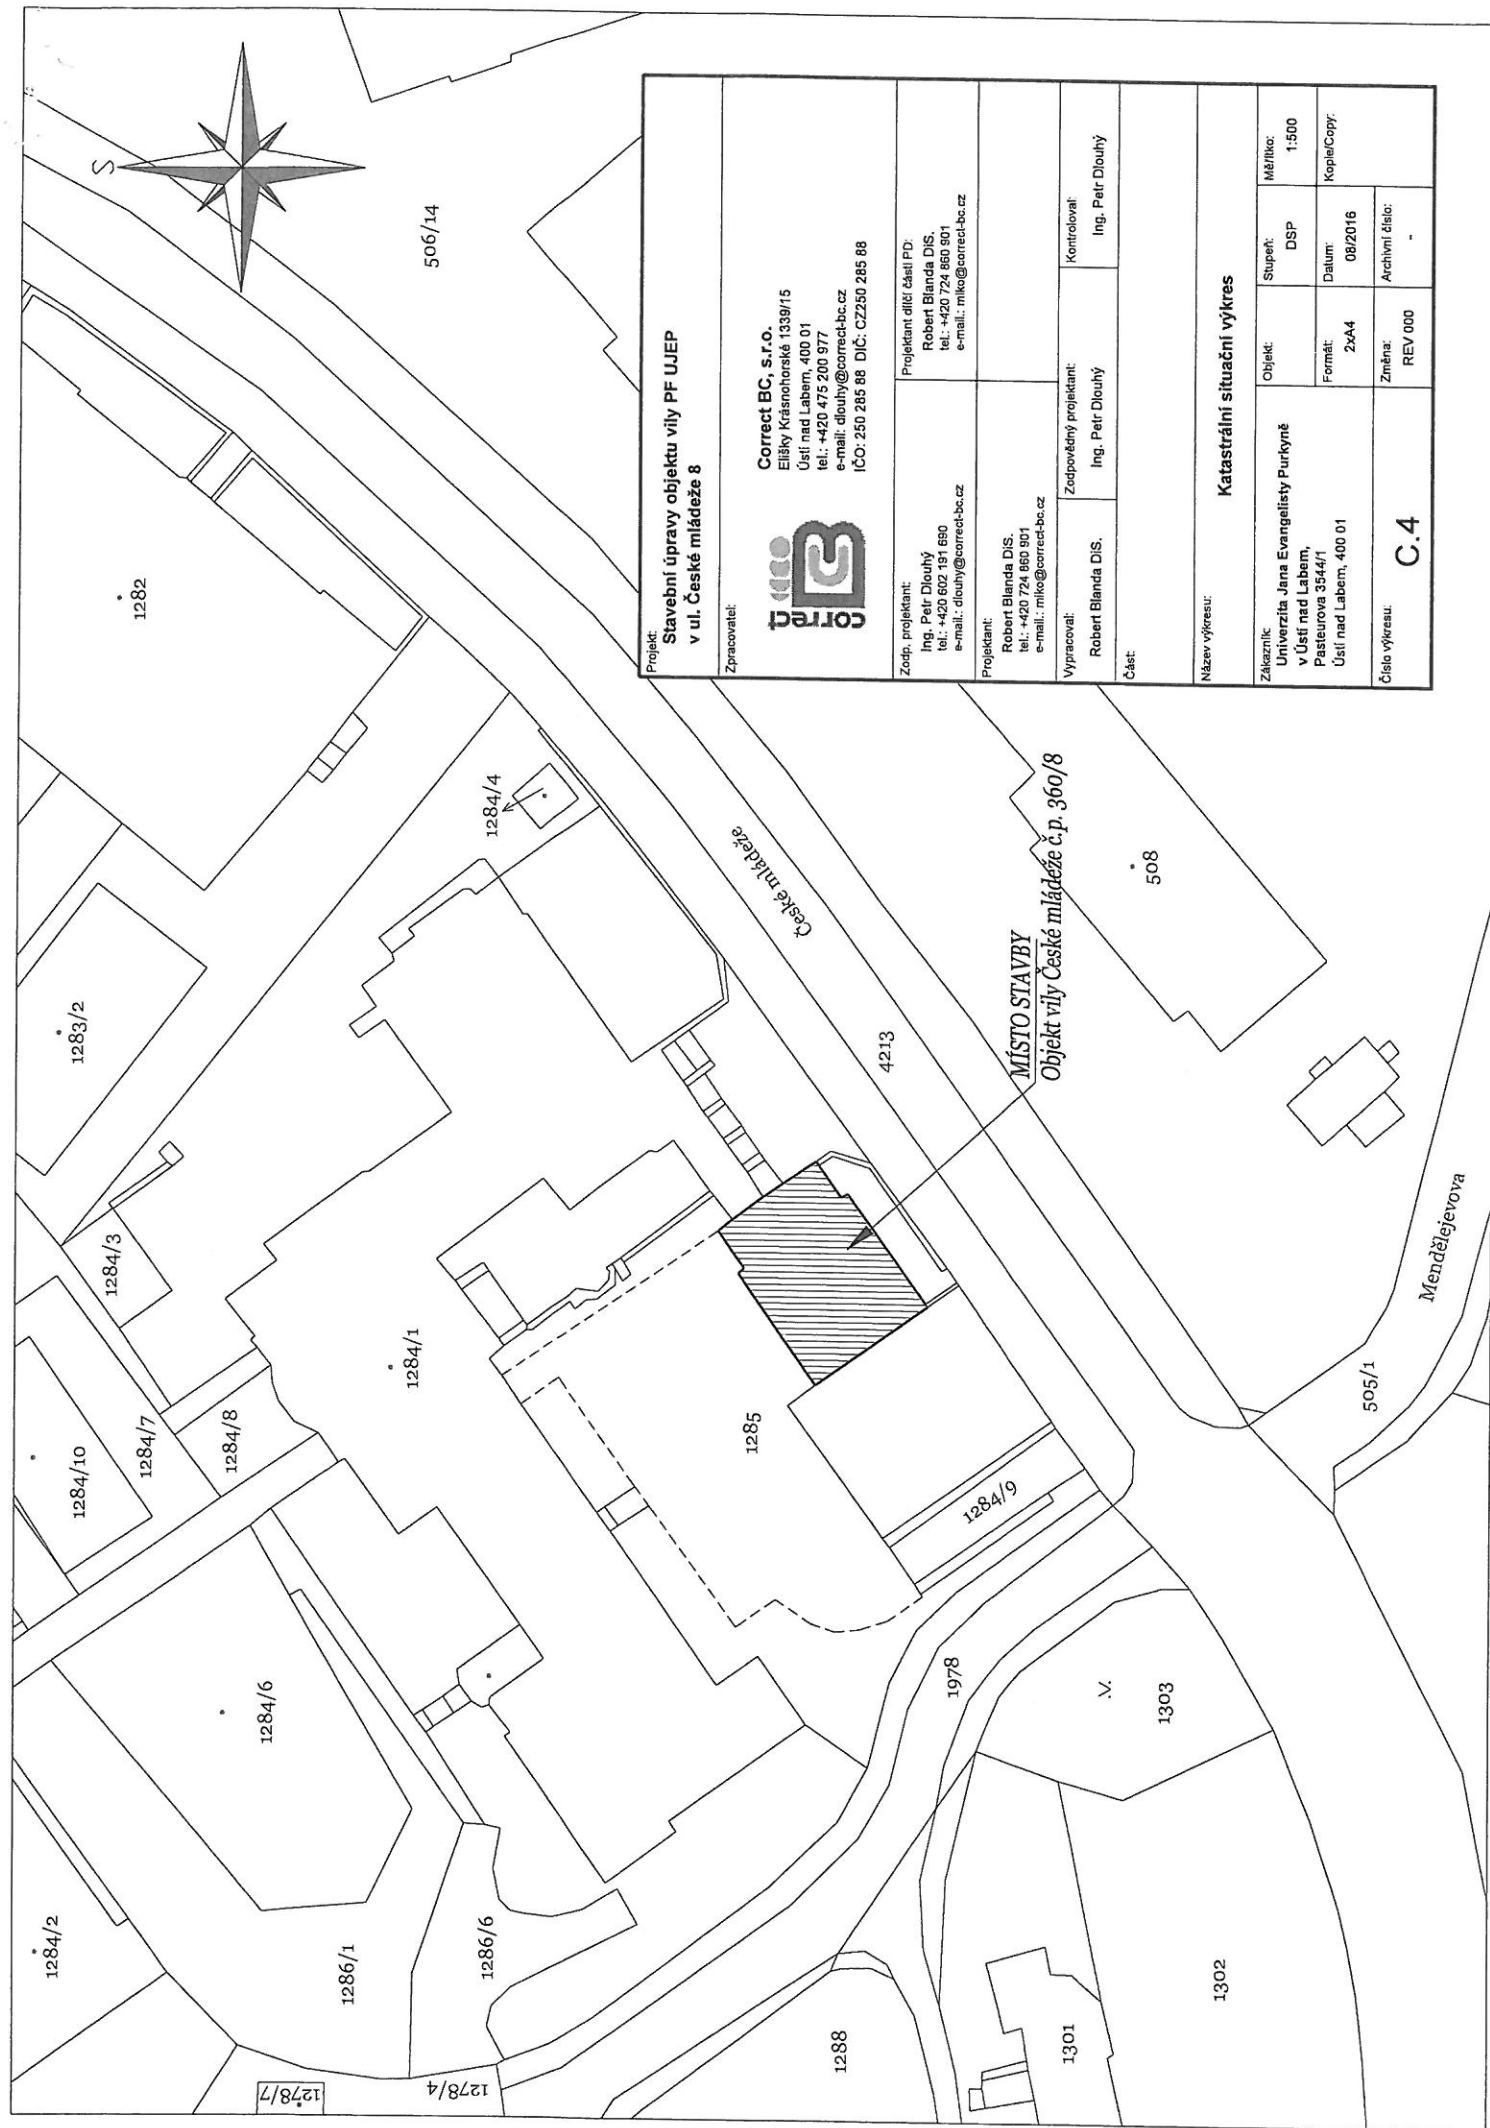 S
506/14
1282
1284/4
1283/2
1284/3
1284/10
1284/7
1284/8
1284/1
1285
1284/9
1284/6
1284/2
1286/1
1286/6
1278/7
1278/4
1288
1301
1302
1303
.V.
1978
505/1
Mendělejevova
České mládeže
4213
508
MÍSTO STAVBY
Objekt vily České mládeže č.p. 360/8
Projekt:
Stavební úpravy objektu vily PF UJEP
v ul. České mládeže 8
Zpracovatel:
correct
Correct BC, s.r.o.
Elišky Krásnohorské 1339/15
Ústí nad Labem, 400 01
tel.: +420 475 200 977
e-mail: dlouhy@correct-bc.cz
IČO: 250 285 88 DIČ: CZ250 285 88
Zodp. projektant:
Ing. Petr Dlouhý
tel.: +420 602 191 690
e-mail.: dlouhy@correct-bc.cz
Projektant dílčí části PD:
Robert Blanda DiS.
tel.: +420 724 860 901
e-mail.: miko@correct-bc.cz
Projektant:
Robert Blanda DiS.
tel.: +420 724 860 901
e-mail.: miko@correct-bc.cz
Vypracoval:
Robert Blanda DiS.
Zodpovědný projektant:
Ing. Petr Dlouhý
Kontroloval:
Ing. Petr Dlouhý
Část:
Název výkresu:
Katastrální situační výkres
Zákazník:
Univerzita Jana Evangelisty Purkyně
v Ústí nad Labem,
Pasteurova 3544/1
Ústí nad Labem, 400 01
Objekt:
Stupeň:
DSP
Měřítko:
1:500
Formát:
2xA4
Datum:
08/2016
Kopie/Copy:
Číslo výkresu:
C.4
Změna:
REV 000
Archivní číslo:
-